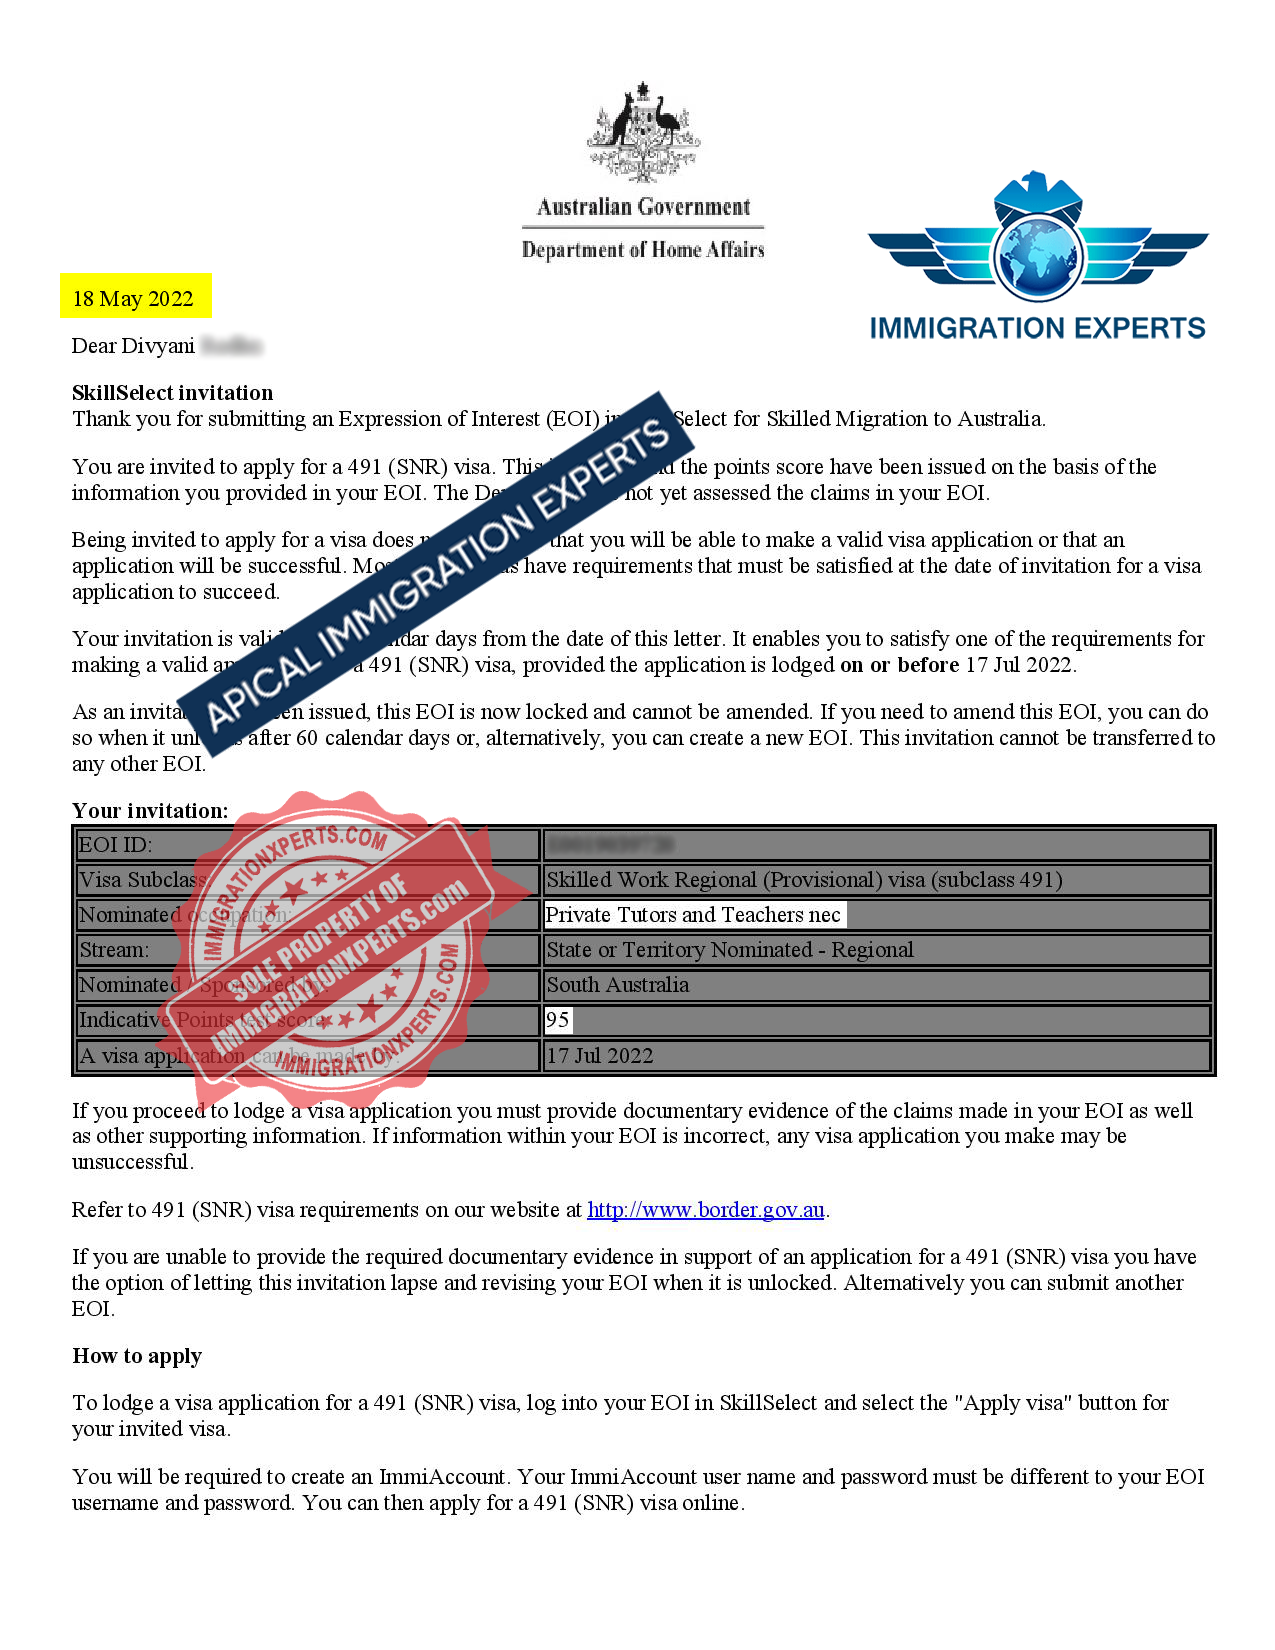 Australian Government
Department of Home Affairs
IMMIGRATION EXPERTS
18 May 2022
Dear Divyani
SkillSelect invitation
Thank you for submitting an Expression of Interest (EOI) in Select for Skilled Migration to Australia.
You are invited to apply for a 491 (SNR) visa. This the points score have been issued on the basis of the
information you provided in your EOI. The not yet assessed the claims in your EOI.
Being invited to apply for a visa does that you will be able to make a valid visa application or that an
application will be successful. have requirements that must be satisfied at the date of invitation for a visa
application to succeed.
Your invitation is days from the date of this letter. It enables you to satisfy one of the requirements for
making a valid a 491 (SNR) visa, provided the application is lodged on or before 17 Jul 2022.
As an issued, this EOI is now locked and cannot be amended. If you need to amend this EOI, you can do
so when it after 60 calendar days or, alternatively, you can create a new EOI. This invitation cannot be transferred to
any other EOI.
APICAL IMMIGRATION EXPERTS
Your invitation:
EOI ID:
Visa Subclass: Skilled Work Regional (Provisional) visa (subclass 491)
Nominated occupation: Private Tutors and Teachers nec
Stream: State or Territory Nominated - Regional
Nominated / Sponsored by: South Australia
Indicative Points test score: 95
A visa application can be made by: 17 Jul 2022
IMMIGRATIONXPERTS.COM
SOLE PROPERTY OF
IMMIGRATIONXPERTS.com
IMMIGRATIONXPERTS.COM
If you proceed to lodge a visa application you must provide documentary evidence of the claims made in your EOI as well
as other supporting information. If information within your EOI is incorrect, any visa application you make may be
unsuccessful.
Refer to 491 (SNR) visa requirements on our website at http://www.border.gov.au.
If you are unable to provide the required documentary evidence in support of an application for a 491 (SNR) visa you have
the option of letting this invitation lapse and revising your EOI when it is unlocked. Alternatively you can submit another
EOI.
How to apply
To lodge a visa application for a 491 (SNR) visa, log into your EOI in SkillSelect and select the "Apply visa" button for
your invited visa.
You will be required to create an ImmiAccount. Your ImmiAccount user name and password must be different to your EOI
username and password. You can then apply for a 491 (SNR) visa online.